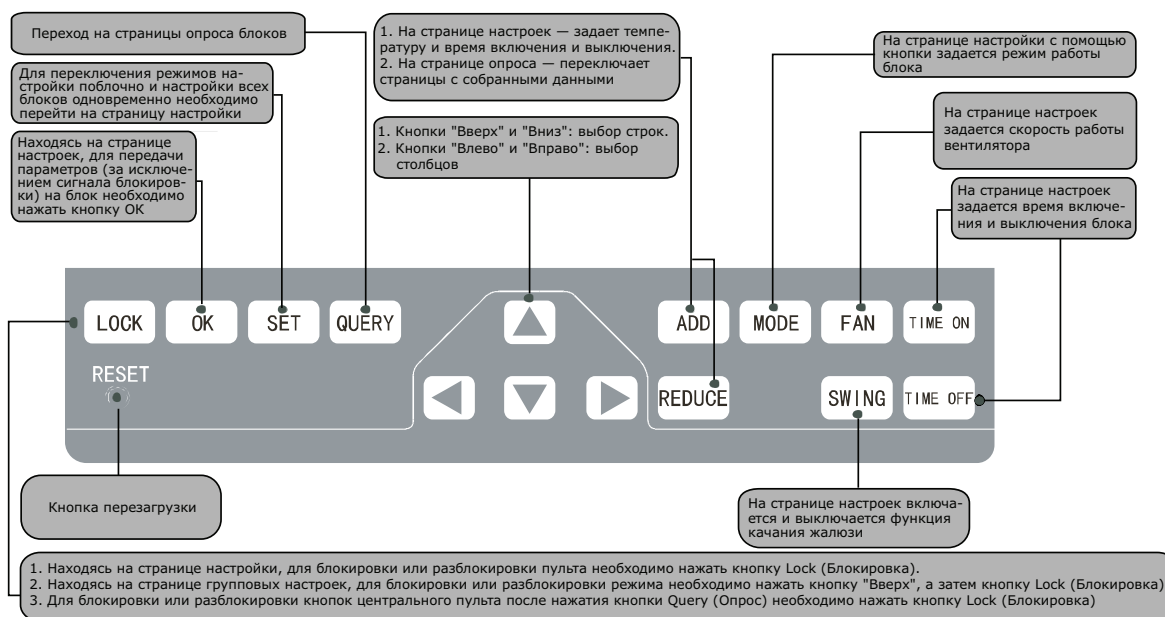 Переход на страницы опроса блоков
Для переключения режимов на-
стройки поблочно и настройки всех
блоков одновременно необходимо
перейти на страницу настройки
Находясь на странице
настроек, для передачи
параметров (за исключе-
нием сигнала блокиров-
ки) на блок необходимо
нажать кнопку OK
1. На странице настроек — задает темпе-
ратуру и время включения и выключения.
2. На странице опроса — переключает
страницы с собранными данными
1. Кнопки "Вверх" и "Вниз": выбор строк.
2. Кнопки "Влево" и "Вправо": выбор
столбцов
На странице настройки с помощью
кнопки задается режим работы
блока
На странице настроек
задается скорость работы
вентилятора
На странице настроек
задается время включе-
ния и выключения блока
LOCK
OK
SET
QUERY
ADD
MODE
FAN
TIME ON
RESET
REDUCE
SWING
TIME OFF
Кнопка перезагрузки
На странице настроек включа-
ется и выключается функция
качания жалюзи
1. Находясь на странице настройки, для блокировки или разблокировки пульта необходимо нажать кнопку Lock (Блокировка).
2. Находясь на странице групповых настроек, для блокировки или разблокировки режима необходимо нажать кнопку "Вверх", а затем кнопку Lock (Блокировка)
3. Для блокировки или разблокировки кнопок центрального пульта после нажатия кнопки Query (Опрос) необходимо нажать кнопку Lock (Блокировка)